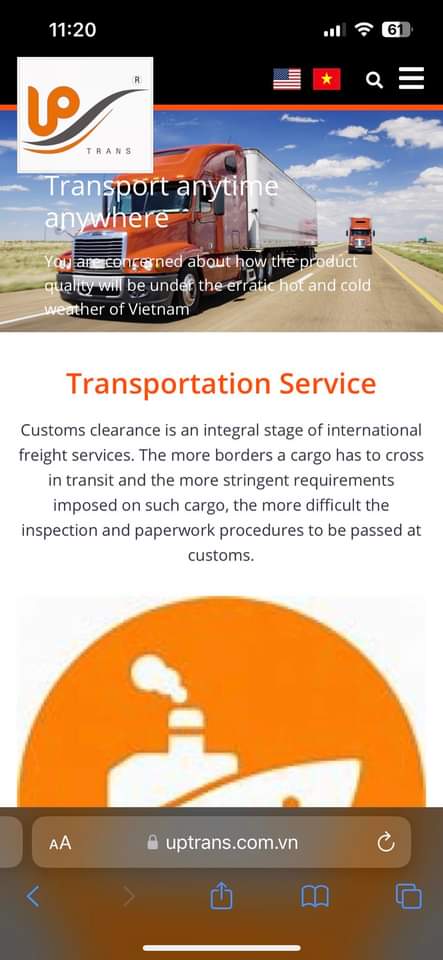 11:20
61
UP
R
TRANS
Transport anytime
anywhere
You are concerned about how the product
quality will be under the erratic hot and cold
weather of Vietnam
Transportation Service
Customs clearance is an integral stage of international
freight services. The more borders a cargo has to cross
in transit and the more stringent requirements
imposed on such cargo, the more difficult the
inspection and paperwork procedures to be passed at
customs.
AA
uptrans.com.vn